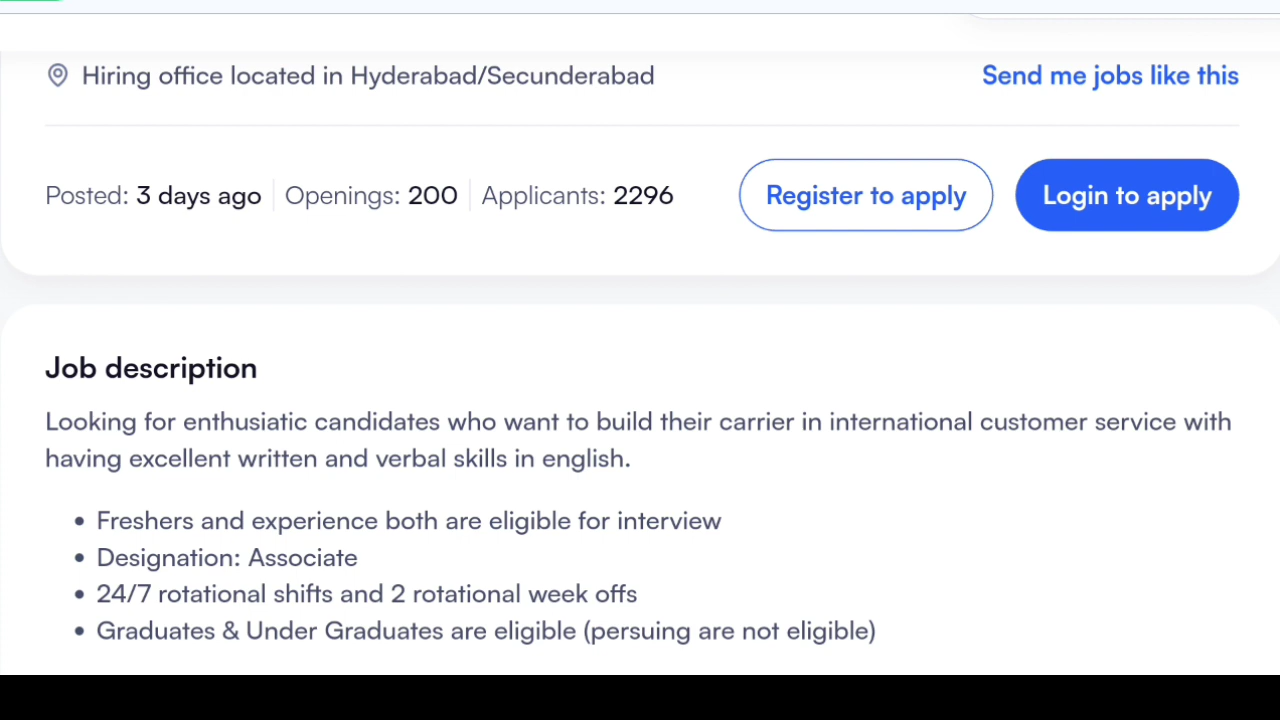 Hiring office located in Hyderabad/Secunderabad
Send me jobs like this
Posted: 3 days ago Openings: 200 Applicants: 2296
Register to apply
Login to apply
Job description
Looking for enthusiatic candidates who want to build their carrier in international customer service with
having excellent written and verbal skills in english.
• Freshers and experience both are eligible for interview
• Designation: Associate
• 24/7 rotational shifts and 2 rotational week offs
• Graduates & Under Graduates are eligible (persuing are not eligible)